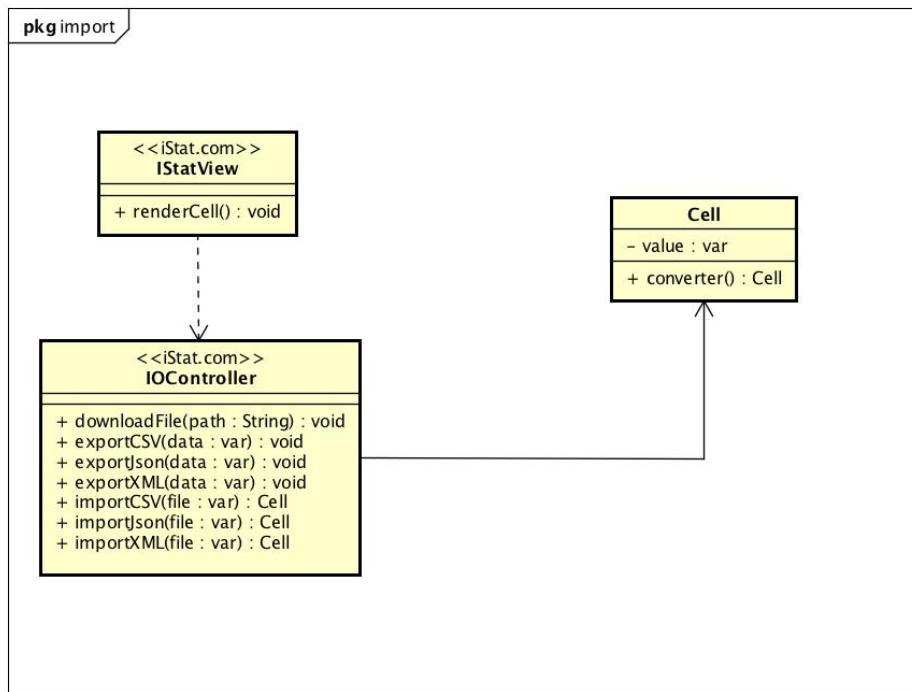 pkg import
<<iStat.com>>
IStatView
+ renderCell() : void
Cell
- value : var
+ converter() : Cell
<<iStat.com>>
IOController
+ downloadFile(path : String) : void
+ exportCSV(data : var) : void
+ exportJson(data : var) : void
+ exportXML(data : var) : void
+ importCSV(file : var) : Cell
+ importJson(file : var) : Cell
+ importXML(file : var) : Cell